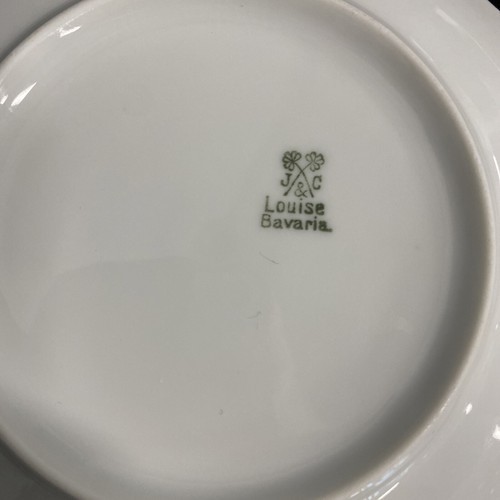 J & C
Louise
Bavaria.